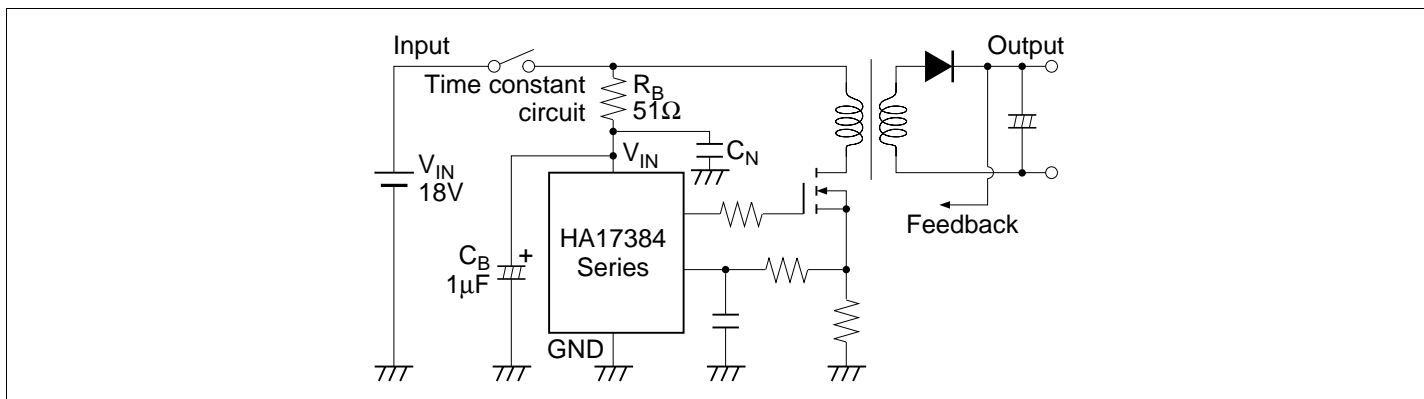 Input
Output
Time constant
circuit
R_B
51Ω
C_N
V_IN
V_IN
18V
Feedback
HA17384
Series
C_B
+
1μF
GND